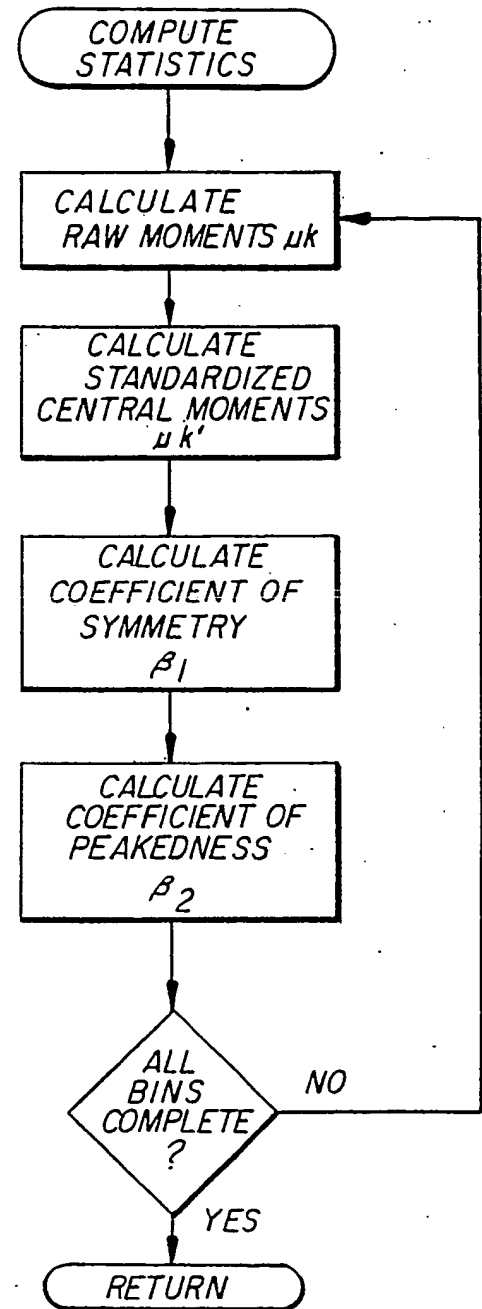 COMPUTE
STATISTICS
CALCULATE
RAW MOMENTS μk
CALCULATE
STANDARDIZED
CENTRAL MOMENTS
μk'
CALCULATE
COEFFICIENT OF
SYMMETRY
β1
CALCULATE
COEFFICIENT OF
PEAKEDNESS
β2
ALL
BINS
COMPLETE
?
NO
YES
RETURN